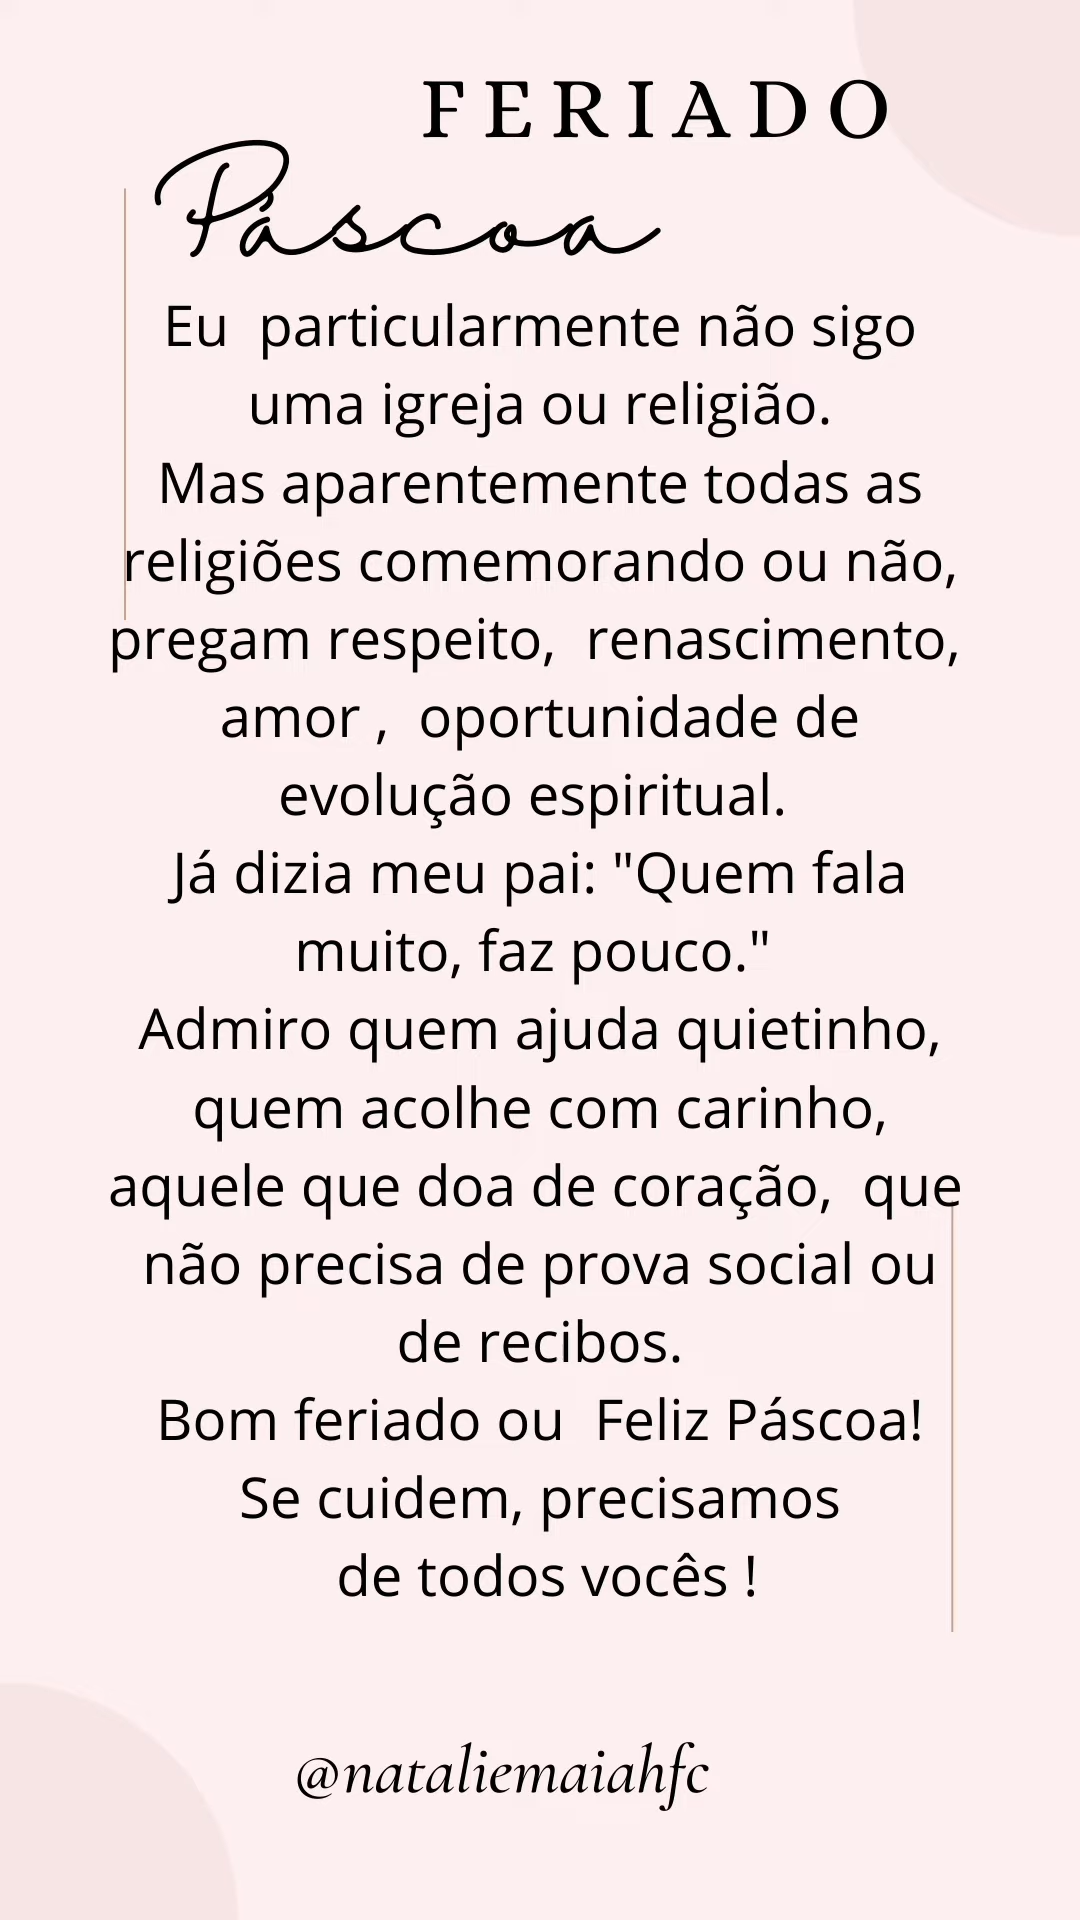 FERIADO
Páscoa
Eu  particularmente não sigo
uma igreja ou religião.
Mas aparentemente todas as
religiões comemorando ou não,
pregam respeito,  renascimento,
amor ,  oportunidade de
evolução espiritual.
Já dizia meu pai: "Quem fala
muito, faz pouco."
Admiro quem ajuda quietinho,
quem acolhe com carinho,
aquele que doa de coração,  que
não precisa de prova social ou
de recibos.
Bom feriado ou  Feliz Páscoa!
Se cuidem, precisamos
de todos vocês !
@nataliemaiahfc